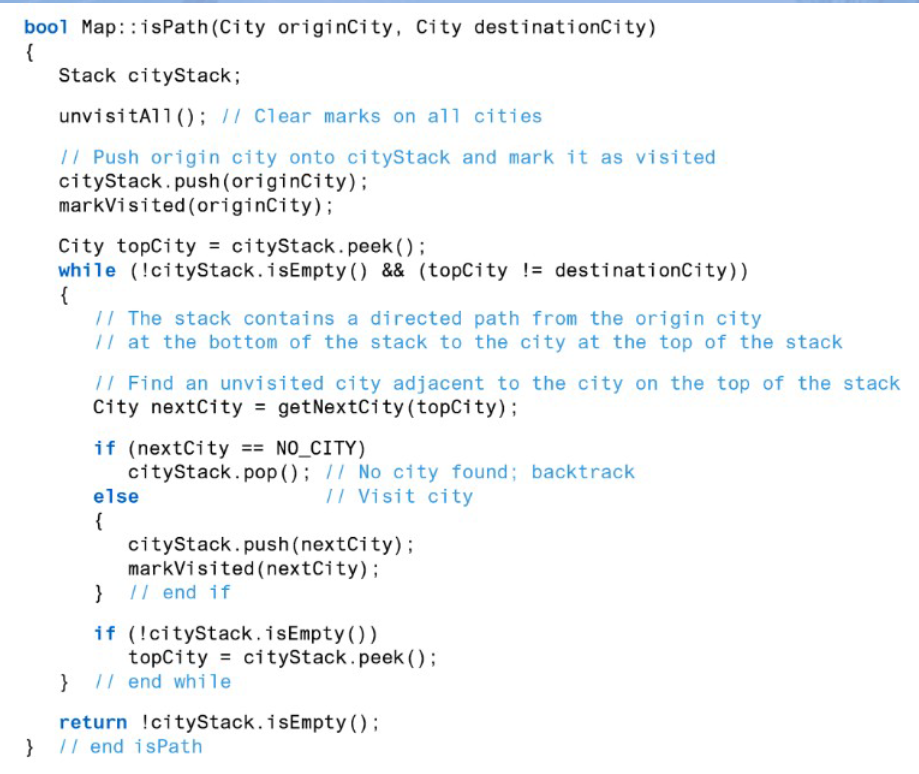 bool Map::isPath(City originCity, City destinationCity)
{
   Stack cityStack;
   unvisitAll(); // Clear marks on all cities
   // Push origin city onto cityStack and mark it as visited
   cityStack.push(originCity);
   markVisited(originCity);
   City topCity = cityStack.peek();
   while (!cityStack.isEmpty() && (topCity != destinationCity))
   {
      // The stack contains a directed path from the origin city
      // at the bottom of the stack to the city at the top of the stack
      // Find an unvisited city adjacent to the city on the top of the stack
      City nextCity = getNextCity(topCity);
      if (nextCity == NO_CITY)
         cityStack.pop(); // No city found; backtrack
      else                // Visit city
      {
         cityStack.push(nextCity);
         markVisited(nextCity);
      }  // end if
      if (!cityStack.isEmpty())
         topCity = cityStack.peek();
   }  // end while
   return !cityStack.isEmpty();
}  // end isPath